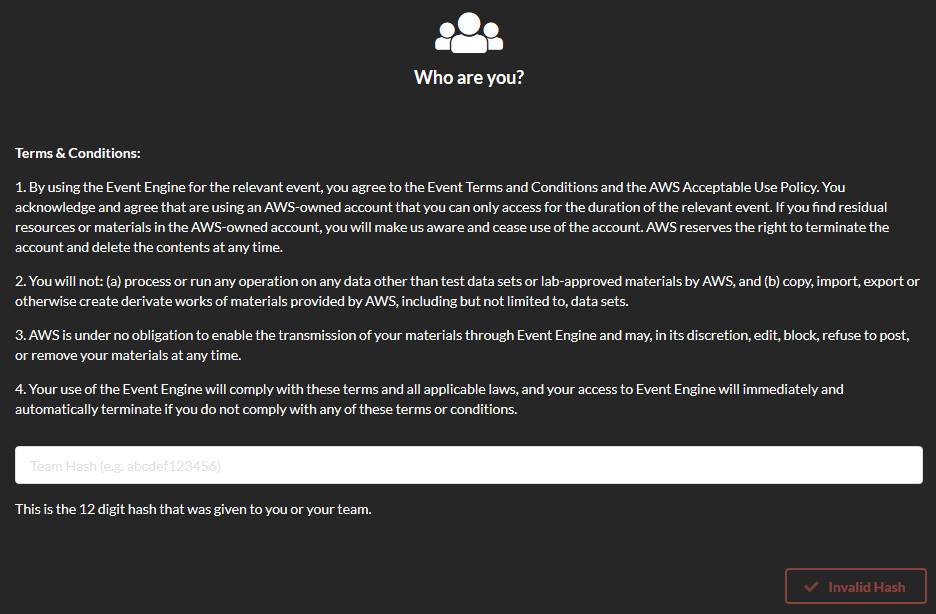 Who are you?
Terms & Conditions:
1. By using the Event Engine for the relevant event, you agree to the Event Terms and Conditions and the AWS Acceptable Use Policy. You
acknowledge and agree that are using an AWS-owned account that you can only access for the duration of the relevant event. If you find residual
resources or materials in the AWS-owned account, you will make us aware and cease use of the account. AWS reserves the right to terminate the
account and delete the contents at any time.
2. You will not: (a) process or run any operation on any data other than test data sets or lab-approved materials by AWS, and (b) copy, import, export or
otherwise create derivate works of materials provided by AWS, including but not limited to, data sets.
3. AWS is under no obligation to enable the transmission of your materials through Event Engine and may, in its discretion, edit, block, refuse to post,
or remove your materials at any time.
4. Your use of the Event Engine will comply with these terms and all applicable laws, and your access to Event Engine will immediately and
automatically terminate if you do not comply with any of these terms or conditions.
Team Hash (e.g. abcdef123456)
This is the 12 digit hash that was given to you or your team.
Invalid Hash